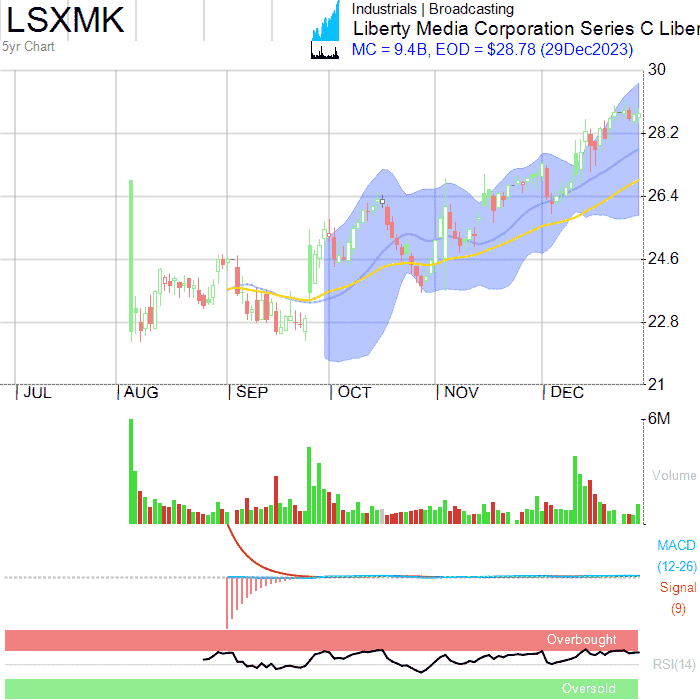 LSXMK
Industrials | Broadcasting
Liberty Media Corporation Series C Liber
5yr Chart
MC = 9.4B, EOD = $28.78 (29Dec2023)
30
28.2
26.4
24.6
22.8
21
JUL AUG SEP OCT NOV DEC
6M
Volume
MACD
(12-26)
Signal
(9)
Overbought
RSI(14)
Oversold